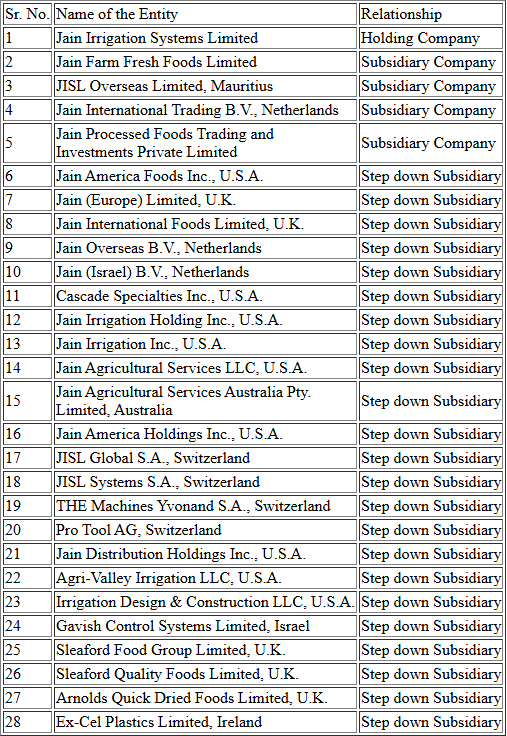 Sr. No. Name of the Entity Relationship
1 Jain Irrigation Systems Limited Holding Company
2 Jain Farm Fresh Foods Limited Subsidiary Company
3 JISL Overseas Limited, Mauritius Subsidiary Company
4 Jain International Trading B.V., Netherlands Subsidiary Company
5 Jain Processed Foods Trading and
Investments Private Limited Subsidiary Company
6 Jain America Foods Inc., U.S.A. Step down Subsidiary
7 Jain (Europe) Limited, U.K. Step down Subsidiary
8 Jain International Foods Limited, U.K. Step down Subsidiary
9 Jain Overseas B.V., Netherlands Step down Subsidiary
10 Jain (Israel) B.V., Netherlands Step down Subsidiary
11 Cascade Specialties Inc., U.S.A. Step down Subsidiary
12 Jain Irrigation Holding Inc., U.S.A. Step down Subsidiary
13 Jain Irrigation Inc., U.S.A. Step down Subsidiary
14 Jain Agricultural Services LLC, U.S.A. Step down Subsidiary
15 Jain Agricultural Services Australia Pty.
Limited, Australia Step down Subsidiary
16 Jain America Holdings Inc., U.S.A. Step down Subsidiary
17 JISL Global S.A., Switzerland Step down Subsidiary
18 JISL Systems S.A., Switzerland Step down Subsidiary
19 THE Machines Yvonand S.A., Switzerland Step down Subsidiary
20 Pro Tool AG, Switzerland Step down Subsidiary
21 Jain Distribution Holdings Inc., U.S.A. Step down Subsidiary
22 Agri-Valley Irrigation LLC, U.S.A. Step down Subsidiary
23 Irrigation Design & Construction LLC, U.S.A. Step down Subsidiary
24 Gavish Control Systems Limited, Israel Step down Subsidiary
25 Sleaford Food Group Limited, U.K. Step down Subsidiary
26 Sleaford Quality Foods Limited, U.K. Step down Subsidiary
27 Arnolds Quick Dried Foods Limited, U.K. Step down Subsidiary
28 Ex-Cel Plastics Limited, Ireland Step down Subsidiary